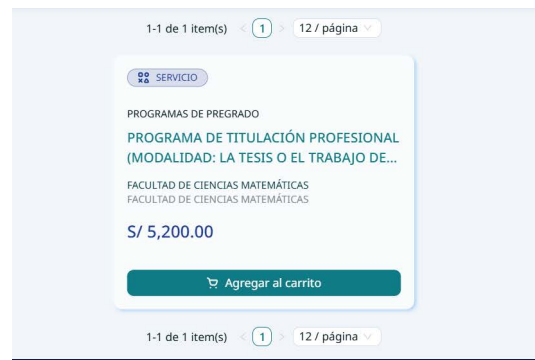 1-1 de 1 item(s) < 1 > 12 / página
SERVICIO
PROGRAMAS DE PREGRADO
PROGRAMA DE TITULACIÓN PROFESIONAL
(MODALIDAD: LA TESIS O EL TRABAJO DE...
FACULTAD DE CIENCIAS MATEMÁTICAS
FACULTAD DE CIENCIAS MATEMÁTICAS
S/ 5,200.00
Agregar al carrito
1-1 de 1 item(s) < 1 > 12 / página